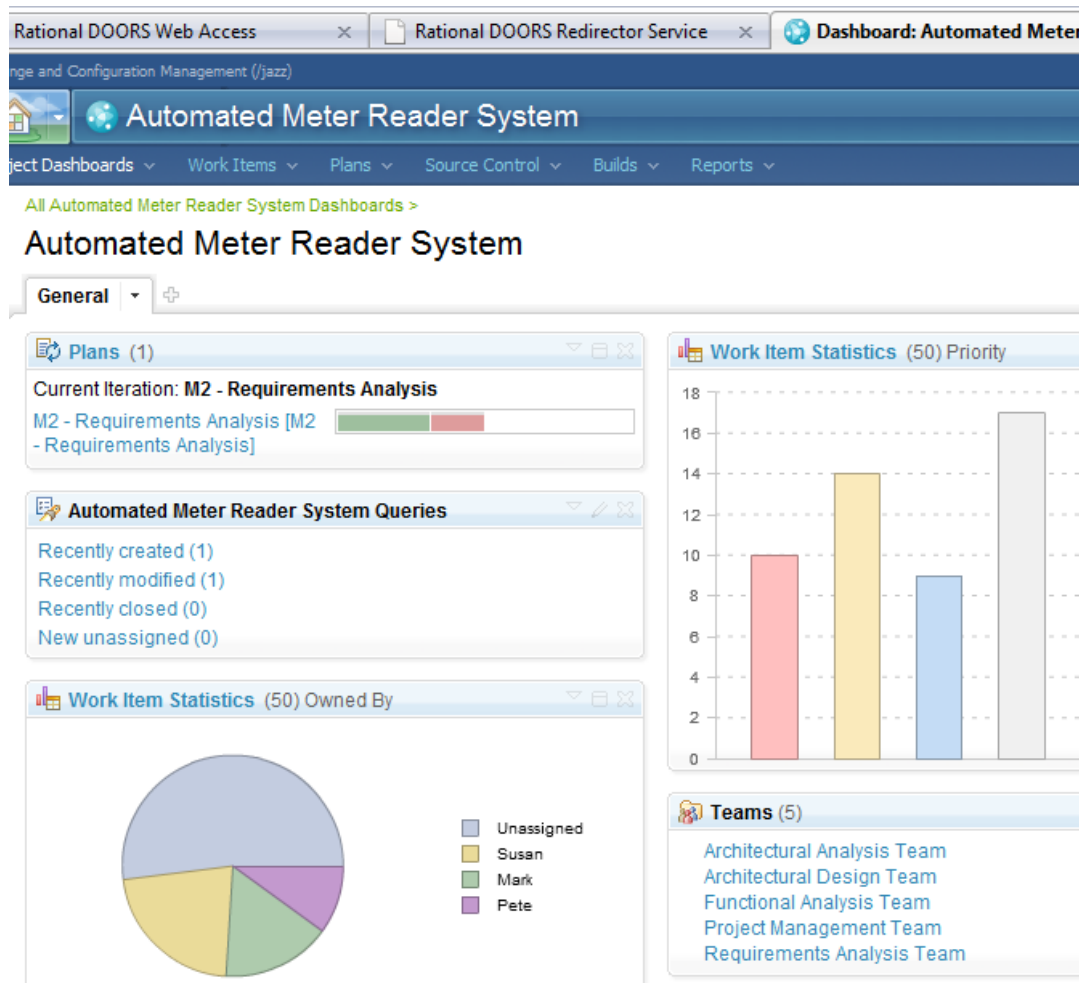 Rational DOORS Web Access
Rational DOORS Redirector Service
Dashboard: Automated Meter
nge and Configuration Management (/jazz)
Automated Meter Reader System
ject Dashboards
Work Items
Plans
Source Control
Builds
Reports
All Automated Meter Reader System Dashboards >
Automated Meter Reader System
General
Plans (1)
Current Iteration: M2 - Requirements Analysis
M2 - Requirements Analysis [M2
- Requirements Analysis]
Automated Meter Reader System Queries
Recently created (1)
Recently modified (1)
Recently closed (0)
New unassigned (0)
Work Item Statistics (50) Owned By
Unassigned
Susan
Mark
Pete
Work Item Statistics (50) Priority
18
16
14
12
10
8
6
4
2
0
Teams (5)
Architectural Analysis Team
Architectural Design Team
Functional Analysis Team
Project Management Team
Requirements Analysis Team